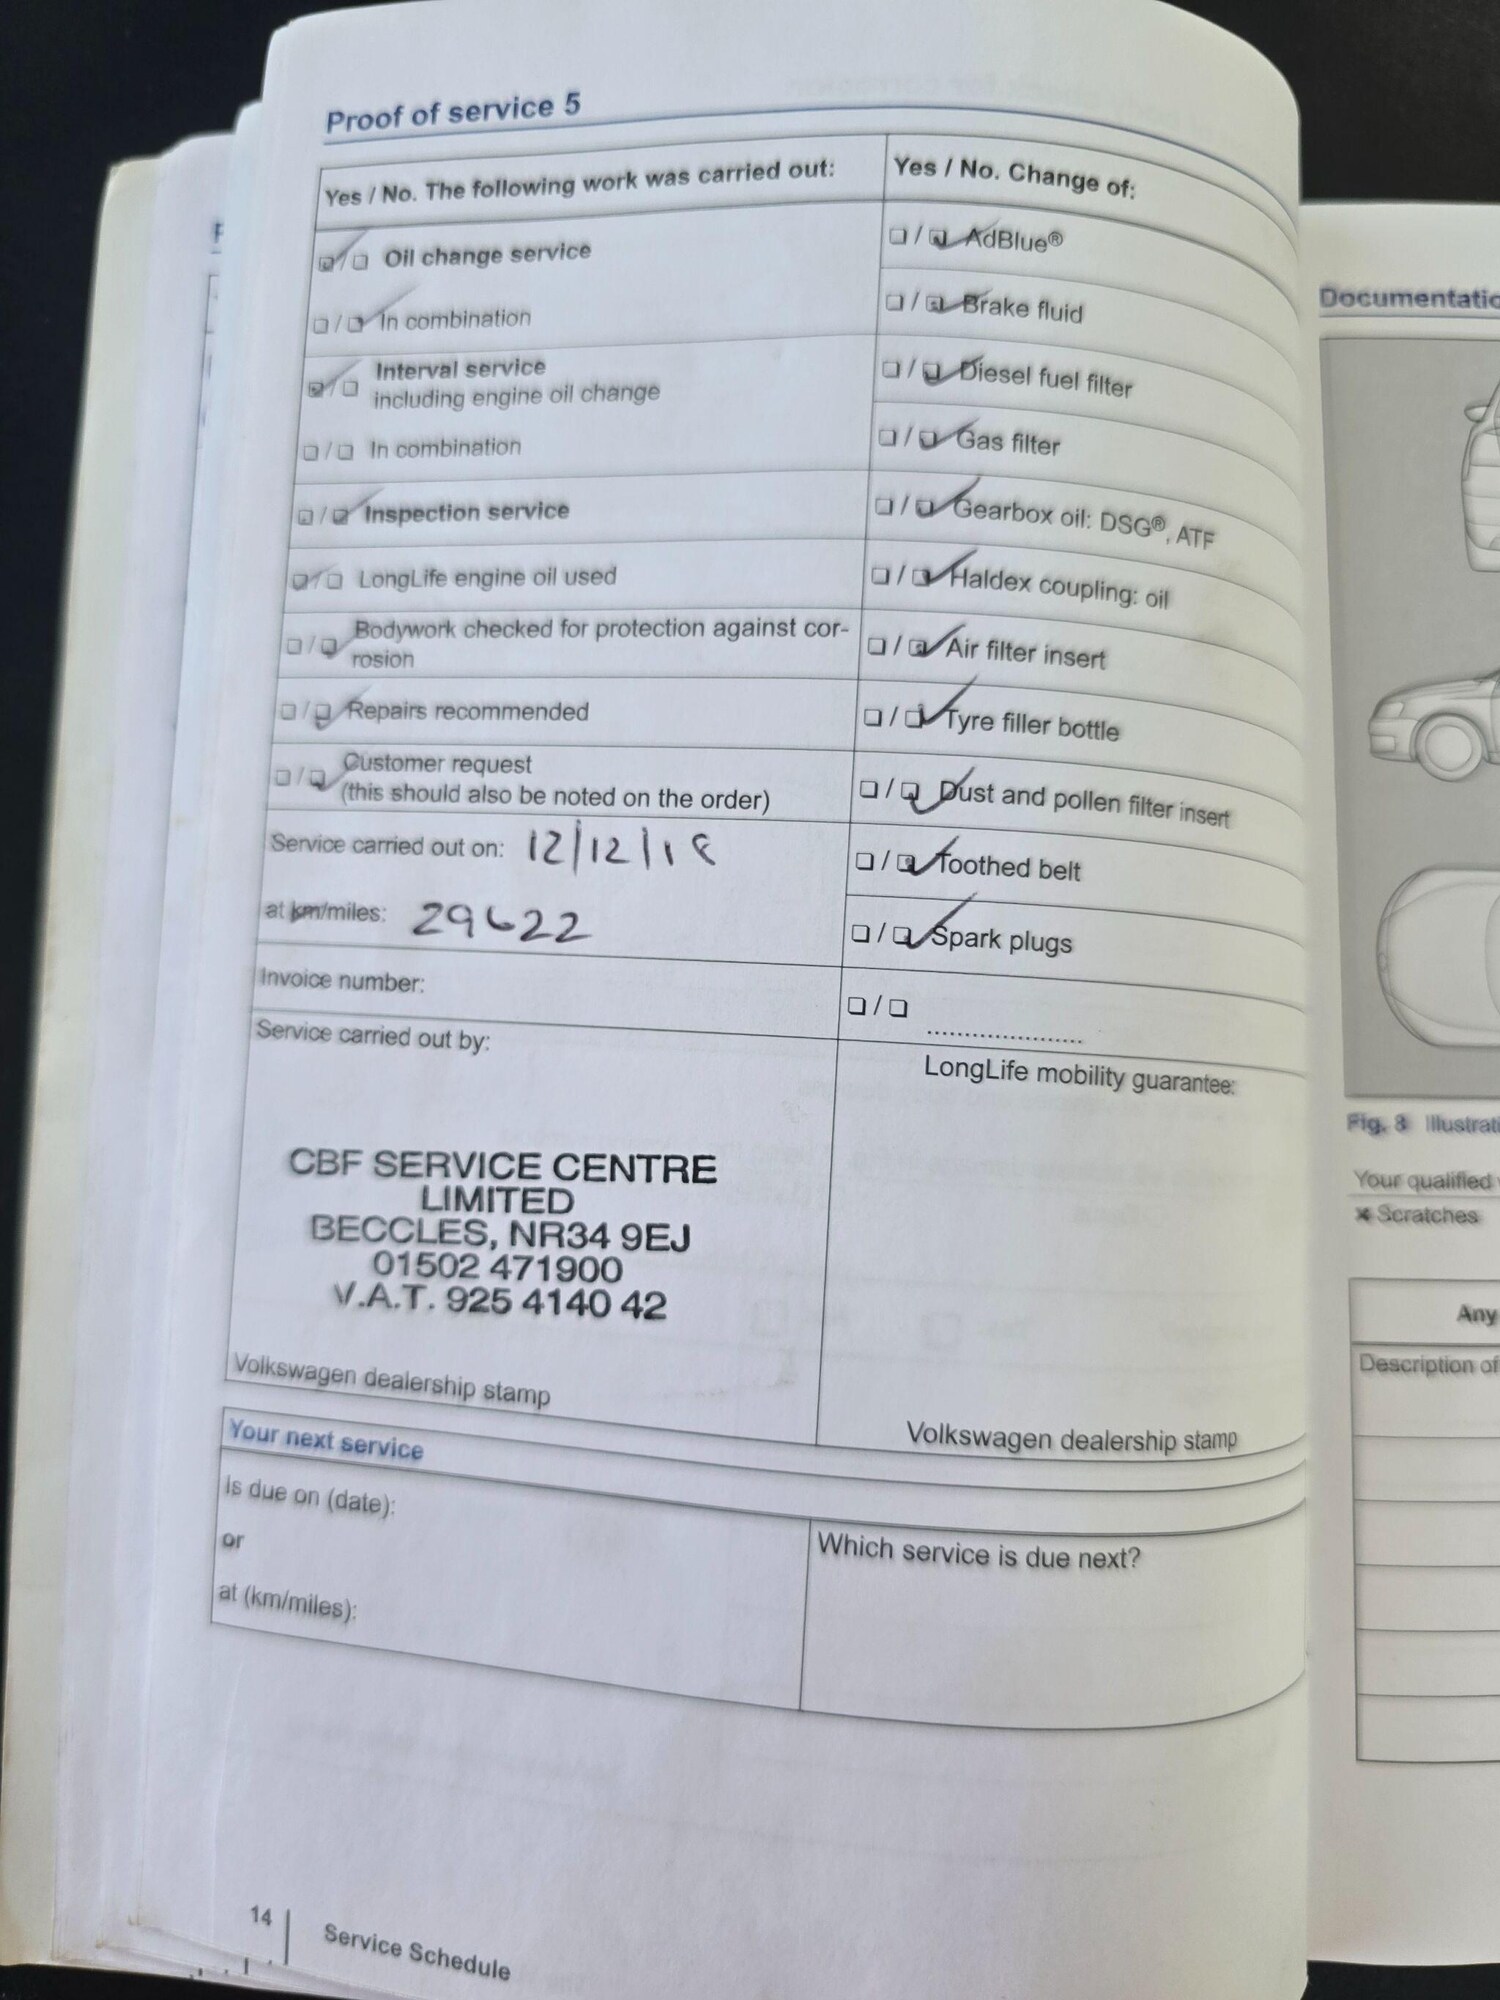 Proof of service 5
Yes / No. The following work was carried out:
Oil change service
In combination
Interval service
including engine oil change
In combination
Inspection service
LongLife engine oil used
Bodywork checked for protection against cor-
rosion
Repairs recommended
Customer request
(this should also be noted on the order)
Service carried out on: 12/12/18
at km/miles: 29622
Invoice number:
Service carried out by:
CBF SERVICE CENTRE
LIMITED
BECCLES, NR34 9EJ
01502 471900
V.A.T. 925 4140 42
Volkswagen dealership stamp
Yes / No. Change of:
AdBlue®
Brake fluid
Diesel fuel filter
Gas filter
Gearbox oil: DSG®, ATF
Haldex coupling: oil
Air filter insert
Tyre filler bottle
Dust and pollen filter insert
Toothed belt
Spark plugs
LongLife mobility guarantee:
Volkswagen dealership stamp
Your next service
Is due on (date):
or
at (km/miles):
Which service is due next?
14
Service Schedule
Fig. 8
Your qualified
Scratches
Any
Description of